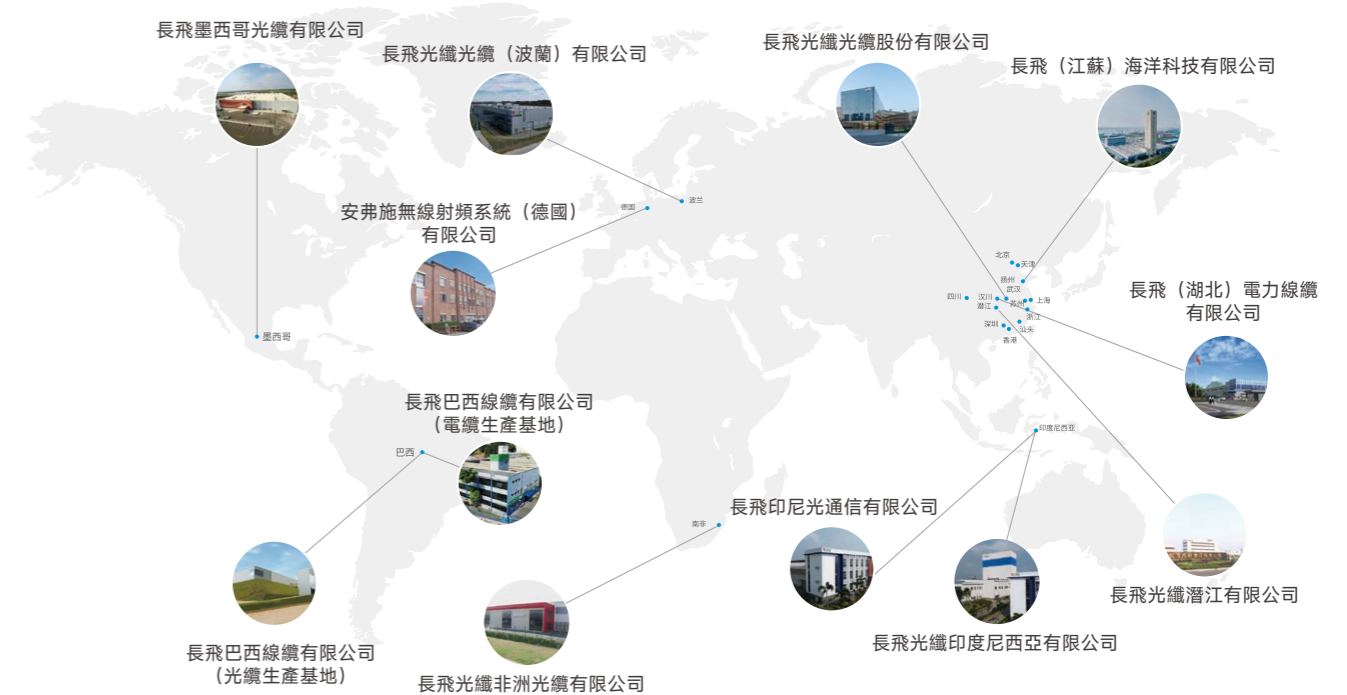 長飛墨西哥光纜有限公司
長飛光纖光纜（波蘭）有限公司
長飛光纖光纜股份有限公司
長飛（江蘇）海洋科技有限公司
安弗施無線射頻系統（德國）
有限公司
德国
波兰
北京
天津
扬州
武汉
四川
汉川
苏州
上海
潜江
浙江
深圳
汕头
香港
長飛（湖北）電力線纜
有限公司
墨西哥
長飛巴西線纜有限公司
（電纜生產基地）
巴西
印度尼西亚
南非
長飛印尼光通信有限公司
長飛光纖潛江有限公司
長飛光纖印度尼西亞有限公司
長飛巴西線纜有限公司
（光纜生產基地）
長飛光纖非洲光纜有限公司